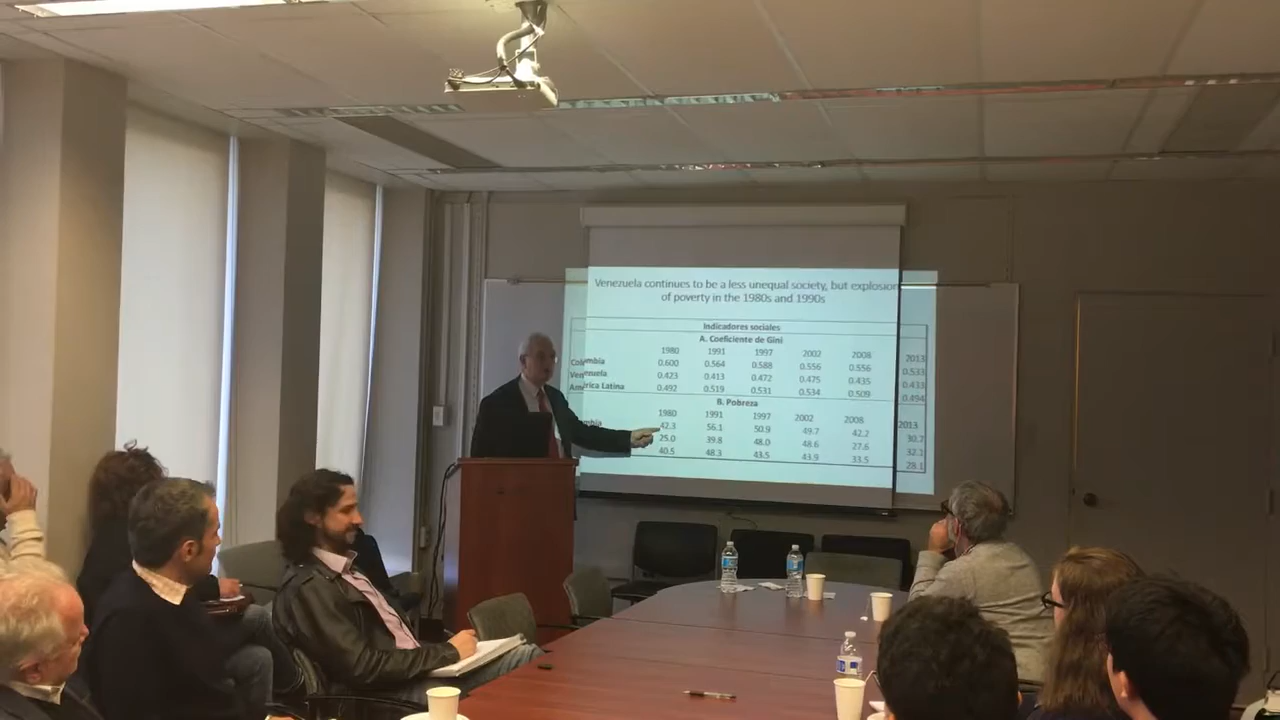 Venezuela continues to be a less unequal society, but explosion
of poverty in the 1980s and 1990s
Indicadores sociales
A. Coeficiente de Gini
1980 1991 1997 2002 2008 2013
Colombia 0.600 0.564 0.588 0.556 0.556 0.533
Venezuela 0.423 0.413 0.472 0.475 0.435 0.433
América Latina 0.492 0.519 0.531 0.534 0.509 0.494
B. Pobreza
1980 1991 1997 2002 2008 2013
mbia 42.3 56.1 50.9 49.7 42.2 30.7
25.0 39.8 48.0 48.6 27.6 32.1
40.5 48.3 43.5 43.9 33.5 28.1